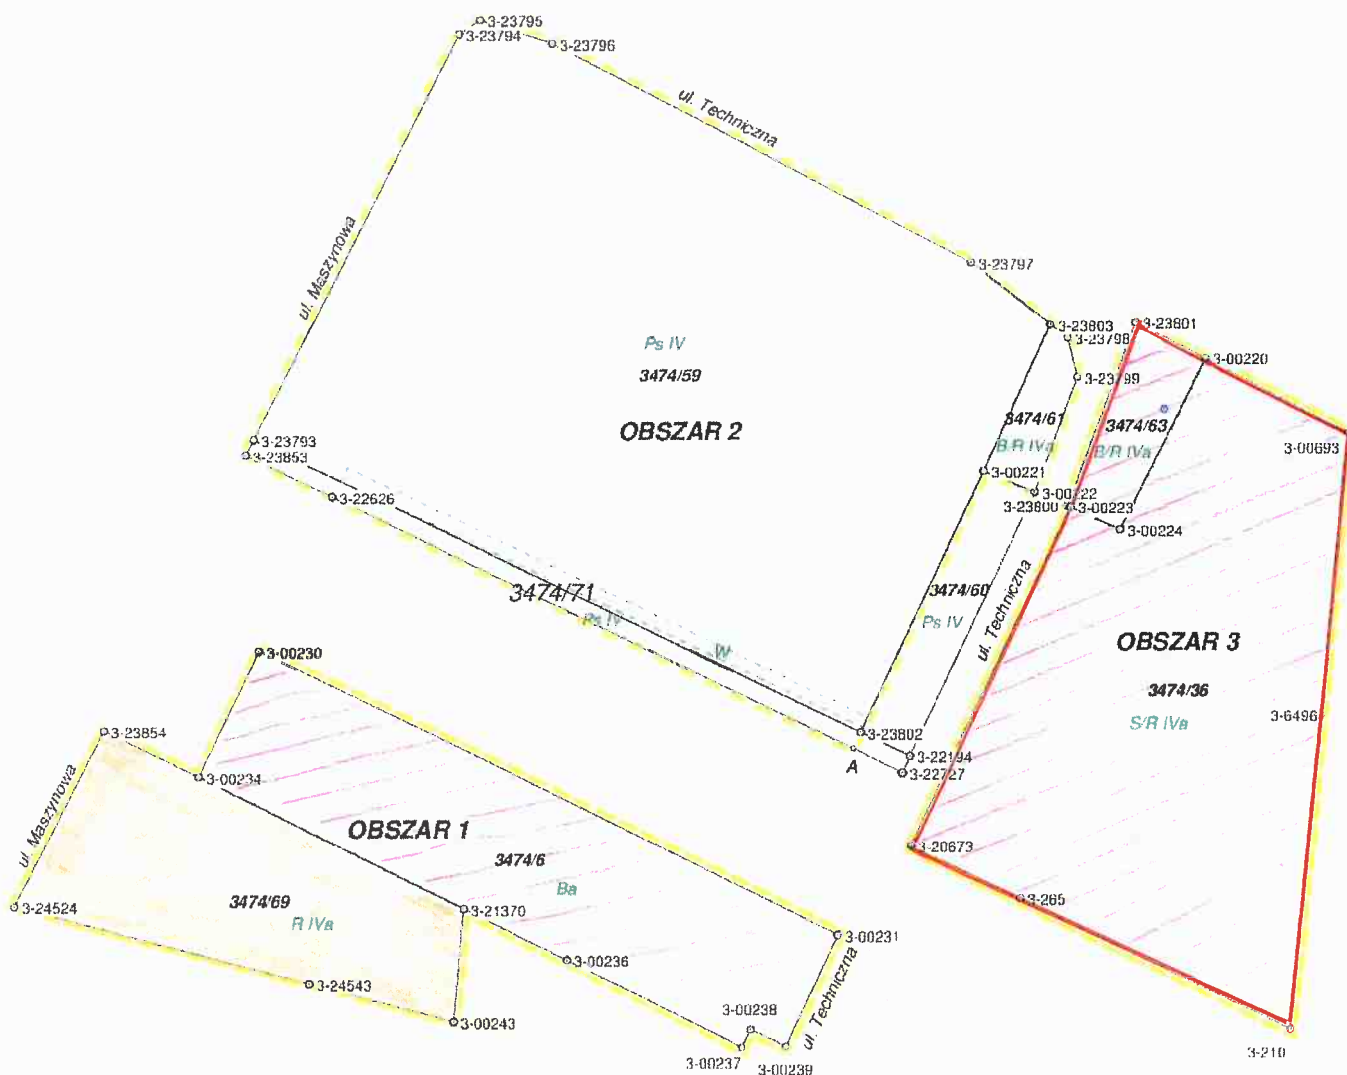 3-23795
3-23794
3-23796
ul. Techniczna
3-23797
ul. Maszynowa
3-23803
3-23801
3-23798
Ps IV
3-00220
3474/59
3-23799
3474/61
3474/63
OBSZAR 2
3-23793
B/R IVa
B/R IVa
3-00693
3-23853
3-00221
3-22626
3-00222
3-23800
3-00223
3-00224
3474/71
3474/60
Ps IV
Ps IV
ul. Techniczna
OBSZAR 3
W
3-00230
3474/36
3-6496
S/R IVa
3-23854
3-23802
3-22194
A
3-22727
3-00234
ul. Maszynowa
OBSZAR 1
3-20673
3474/6
Ba
3-265
3474/69
3-24524
3-21370
R IVa
3-00231
3-00236
ul. Techniczna
3-24543
3-00243
3-00238
3-210
3-00237
3-00239